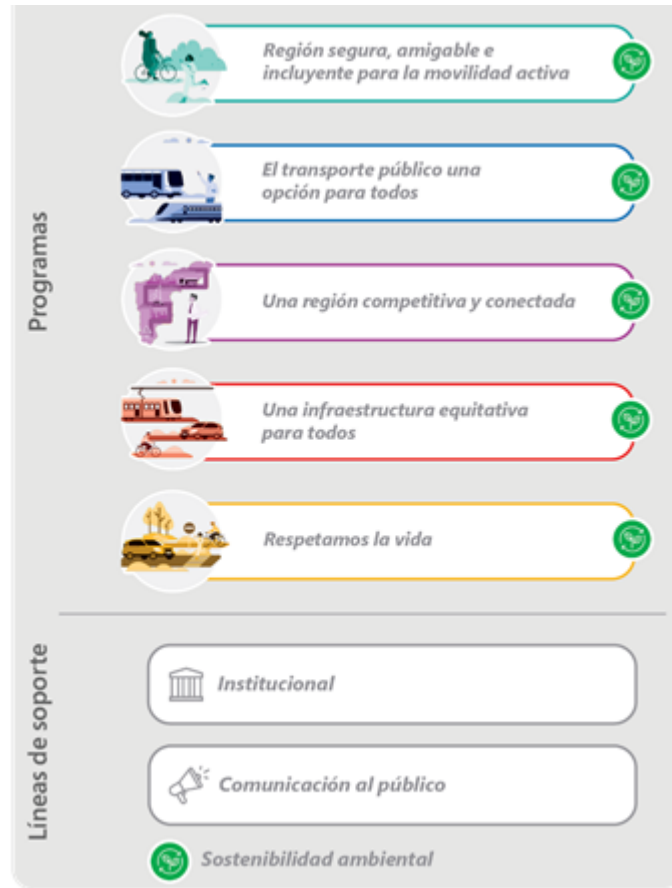 Programas
Región segura, amigable e
incluyente para la movilidad activa
El transporte público una
opción para todos
Una región competitiva y conectada
Una infraestructura equitativa
para todos
Respetamos la vida
Líneas de soporte
Institucional
Comunicación al público
Sostenibilidad ambiental